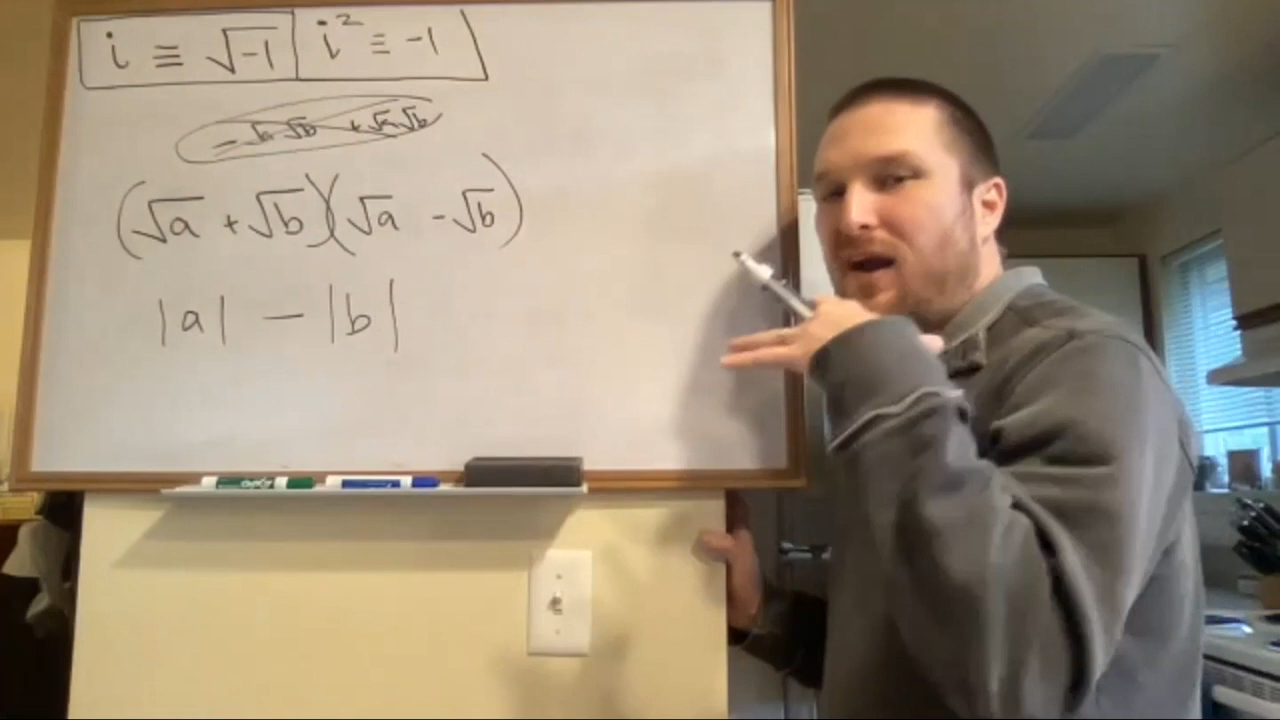 i ≡ √-1 i² ≡ -1
-√a√b +√a√b
(√a + √b)(√a - √b)
|a| - |b|